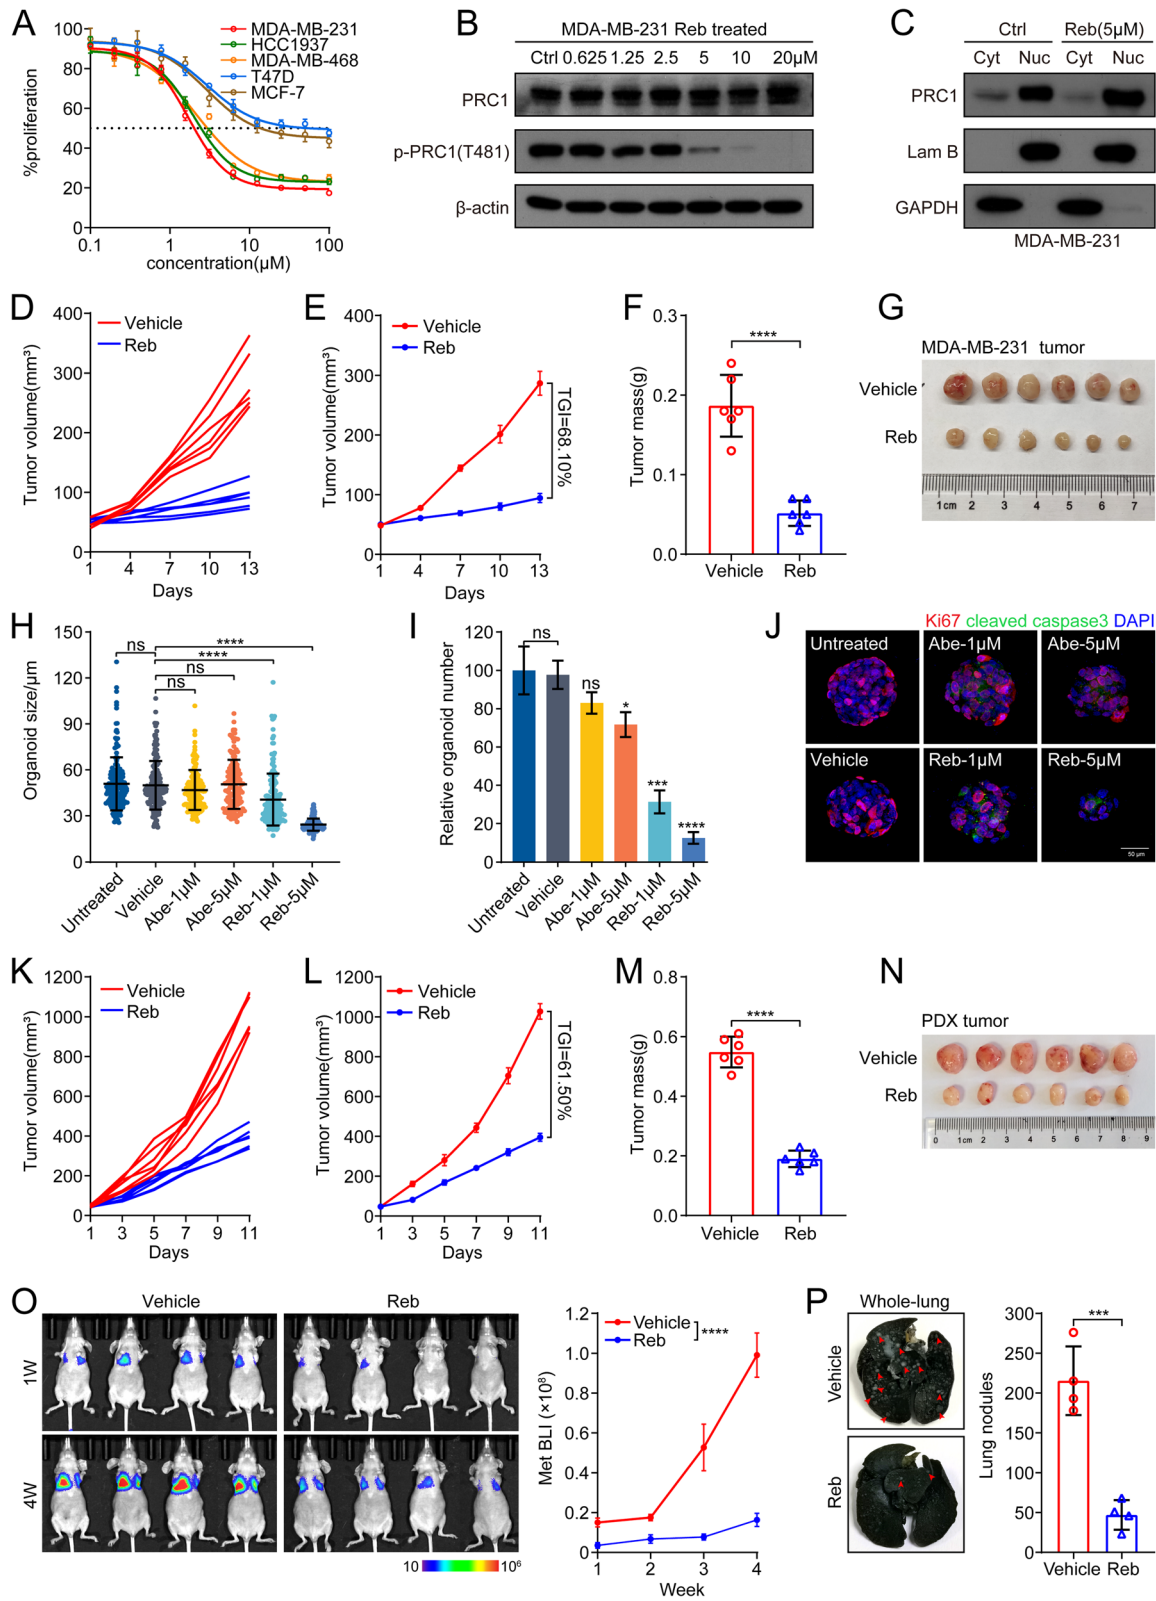 A
%proliferation
100
80
60
40
20
0
0.1
1
10
100
concentration(μM)
MDA-MB-231
HCC1937
MDA-MB-468
T47D
MCF-7
B
MDA-MB-231 Reb treated
Ctrl 0.625 1.25 2.5 5 10 20μM
PRC1
p-PRC1(T481)
β-actin
C
Ctrl Reb(5μM)
Cyt Nuc Cyt Nuc
PRC1
Lam B
GAPDH
MDA-MB-231
D
Tumor volume(mm³)
400
300
200
100
0
1 4 7 10 13
Days
Vehicle
Reb
E
Tumor volume(mm³)
400
300
200
100
0
1 4 7 10 13
Days
Vehicle
Reb
TGI=68.10%
F
Tumor mass(g)
0.3
0.2
0.1
0.0
****
Vehicle Reb
G
MDA-MB-231 tumor
Vehicle
Reb
1cm 2 3 4 5 6 7
H
Organoid size/μm
150
120
90
60
30
0
ns
****
****
ns
ns
Untreated
Vehicle
Abe-1μM
Abe-5μM
Reb-1μM
Reb-5μM
I
Relative organoid number
120
100
80
60
40
20
0
ns
ns
*
***
****
Untreated
Vehicle
Abe-1μM
Abe-5μM
Reb-1μM
Reb-5μM
J
Ki67 cleaved caspase3 DAPI
Untreated
Abe-1μM
Abe-5μM
Vehicle
Reb-1μM
Reb-5μM
50 μm
K
Tumor volume(mm³)
1200
1000
800
600
400
200
0
1 3 5 7 9 11
Days
Vehicle
Reb
L
Tumor volume(mm³)
1200
1000
800
600
400
200
0
1 3 5 7 9 11
Days
Vehicle
Reb
TGI=61.50%
M
Tumor mass(g)
0.8
0.6
0.4
0.2
0.0
****
Vehicle Reb
N
PDX tumor
Vehicle
Reb
0 1cm 2 3 4 5 6 7 8 9
O
Vehicle Reb
1W
4W
10 10⁶
Met BLI (×10⁸)
1.2
1.0
0.8
0.6
0.4
0.2
0
1 2 3 4
Week
Vehicle
Reb
****
P
Whole-lung
Vehicle
Reb
Lung nodules
300
250
200
150
100
50
0
***
Vehicle Reb